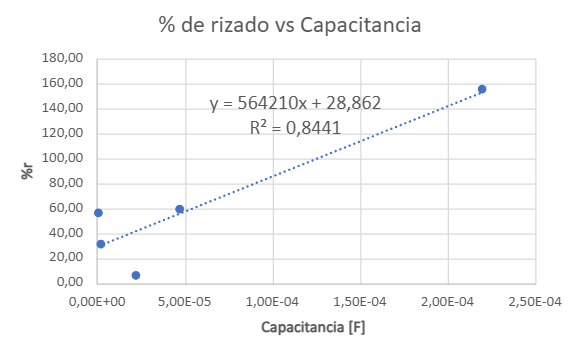 % de rizado vs Capacitancia
180,00
160,00
140,00
120,00
100,00
80,00
60,00
40,00
20,00
0,00
%r
y = 564210x + 28,862
R² = 0,8441
0,00E+00 5,00E-05 1,00E-04 1,50E-04 2,00E-04 2,50E-04
Capacitancia [F]